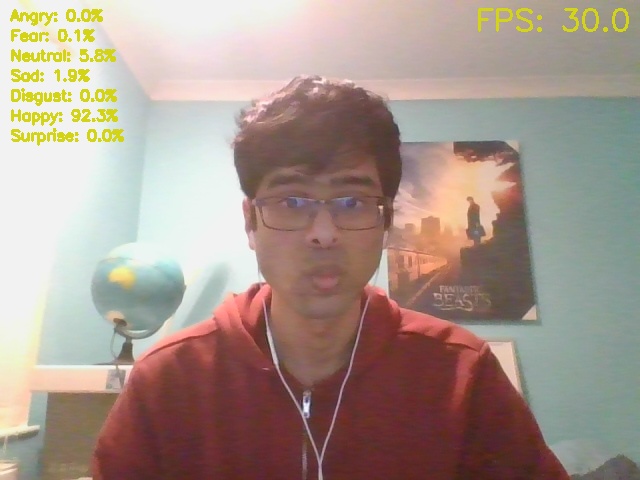 Angry: 0.0%
Fear: 0.1%
Neutral: 5.8%
Sad: 1.9%
Disgust: 0.0%
Happy: 92.3%
Surprise: 0.0%
FPS: 30.0
FANTASTIC
BEASTS